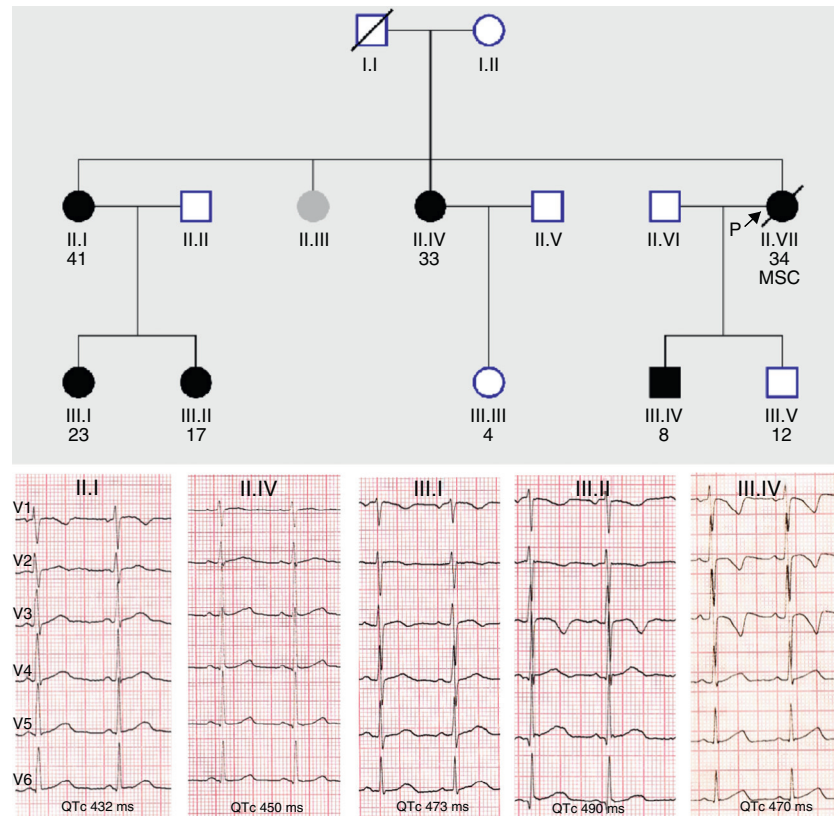 I.I I.II
P
II.I II.II II.III II.IV II.V II.VI II.VII
41 33 34
MSC
III.I III.II III.III III.IV III.V
23 17 4 8 12
II.I II.IV III.I III.II III.IV
V1
V2
V3
V4
V5
V6
QTc 432 ms QTc 450 ms QTc 473 ms QTc 490 ms QTc 470 ms